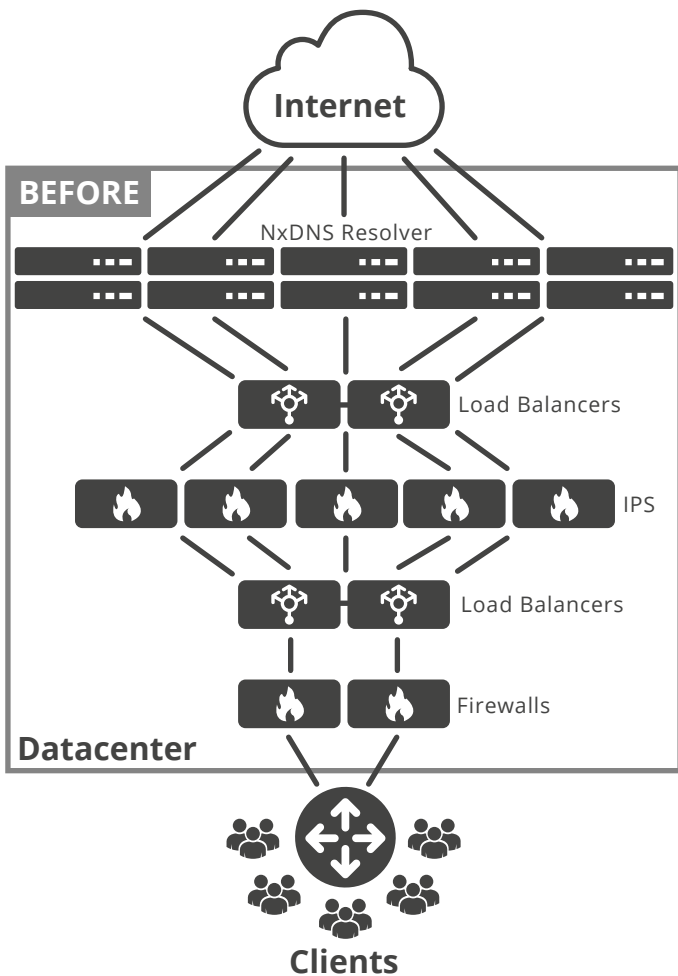 Internet
BEFORE
NxDNS Resolver
Load Balancers
IPS
Load Balancers
Firewalls
Datacenter
Clients